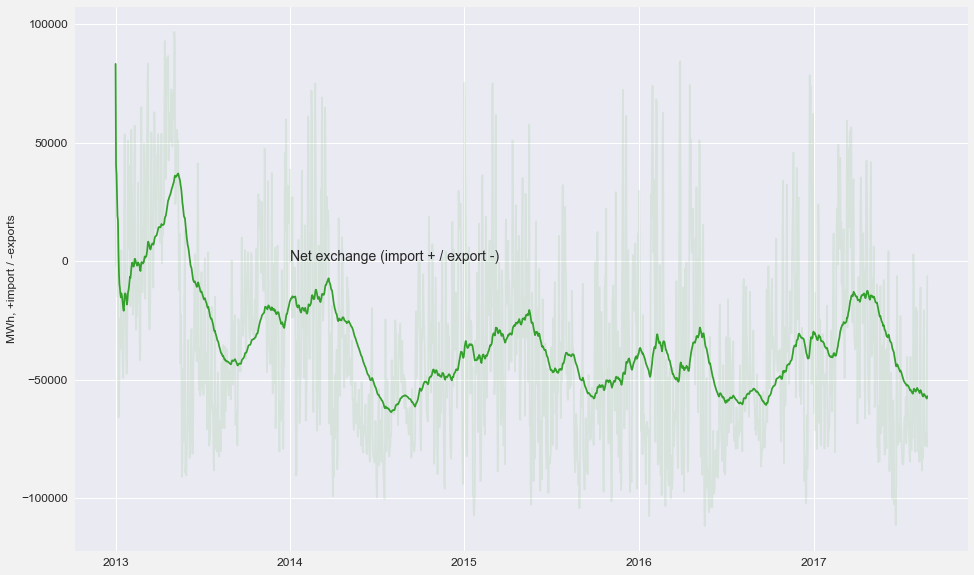 100000
50000
0
−50000
−100000
MWh, +import / -exports
Net exchange (import + / export -)
2013 2014 2015 2016 2017